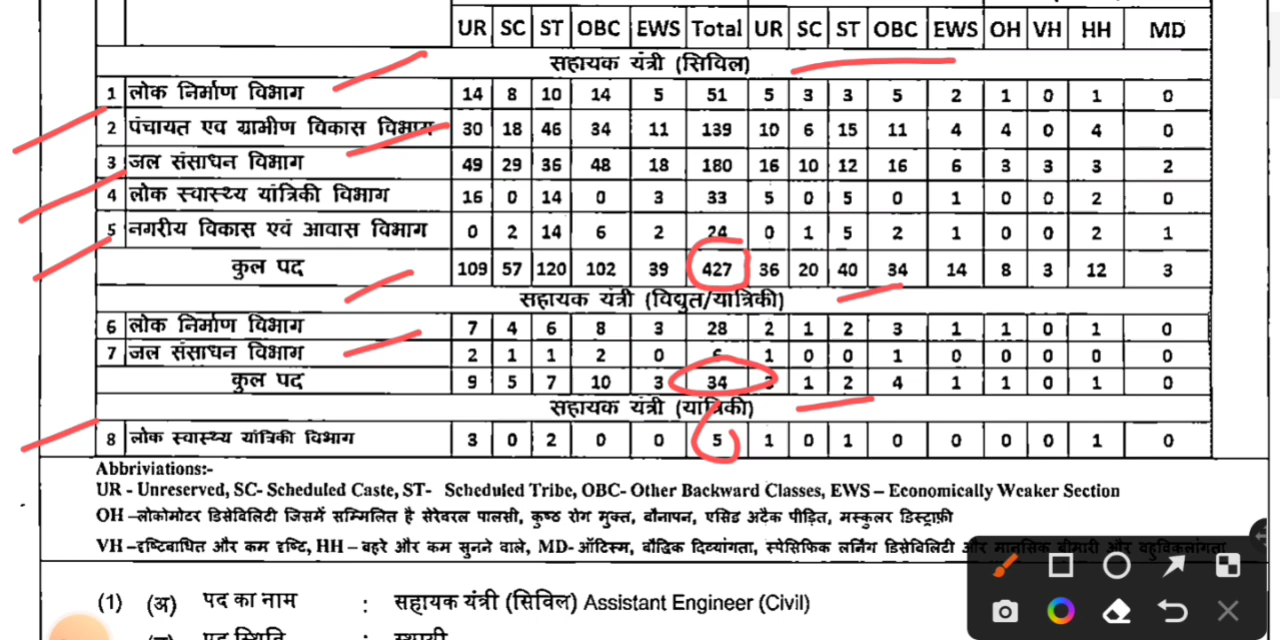 UR SC ST OBC EWS Total UR SC ST OBC EWS OH VH HH MD
सहायक यंत्री (सिविल)
1 लोक निर्माण विभाग 14 8 10 14 5 51 5 3 3 5 2 1 0 1 0
2 पंचायत एव ग्रामीण विकास विभाग 30 18 46 34 11 139 10 6 15 11 4 4 0 4 0
3 जल संसाधन विभाग 49 29 36 48 18 180 16 10 12 16 6 3 3 3 2
4 लोक स्वास्थ्य यांत्रिकी विभाग 16 0 14 0 3 33 5 0 5 0 1 0 0 2 0
5 नगरीय विकास एवं आवास विभाग 0 2 14 6 2 24 0 1 5 2 1 0 0 2 1
कुल पद 109 57 120 102 39 427 36 20 40 34 14 8 3 12 3
सहायक यंत्री (विद्युत/यात्रिकी)
6 लोक निर्माण विभाग 7 4 6 8 3 28 2 1 2 3 1 1 0 1 0
7 जल संसाधन विभाग 2 1 1 2 0 1 0 0 1 0 0 0 0 0
कुल पद 9 5 7 10 3 34 1 2 4 1 1 0 1 0
सहायक यंत्री (यांत्रिकी)
8 लोक स्वास्थ्य यांत्रिकी विभाग 3 0 2 0 0 5 1 0 1 0 0 0 0 1 0
Abbriviations:-
UR - Unreserved, SC- Scheduled Caste, ST- Scheduled Tribe, OBC- Other Backward Classes, EWS – Economically Weaker Section
OH –लोकोमोटर डिसेविलिटी जिसमें सम्मिलित है सेरेवरल पालसी, कुष्ठ रोग मुक्त, बौनापन, एसिड अटैक पीड़ित, मस्कुलर डिस्ट्राफ़ी
VH –दृष्टिबाधित और कम दृष्टि, HH – बहरे और कम सुनने वाले, MD- ऑटिस्म, बौद्धिक दिव्यांगता, स्पेसिफिक लर्निंग डिसेविलिटी और मानसिक बीमारी और बहुविकलांगता
(1) (अ) पद का नाम : सहायक यंत्री (सिविल) Assistant Engineer (Civil)